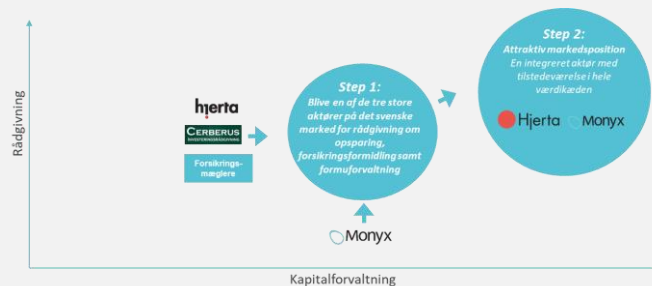 Rådgivning
hjerta
CERBERUS
Forsikrings-
mæglere
Step 1:
Blive en af de tre store
aktører på det svenske
marked for rådgivning om
opsparing,
forsikringsformidling samt
formuforvaltning
Monyx
Step 2:
Attraktiv markedsposition
En integreret aktør med
tilstedeværelse i hele
værdikæden
Hjerta Monyx
Kapitalforvaltning